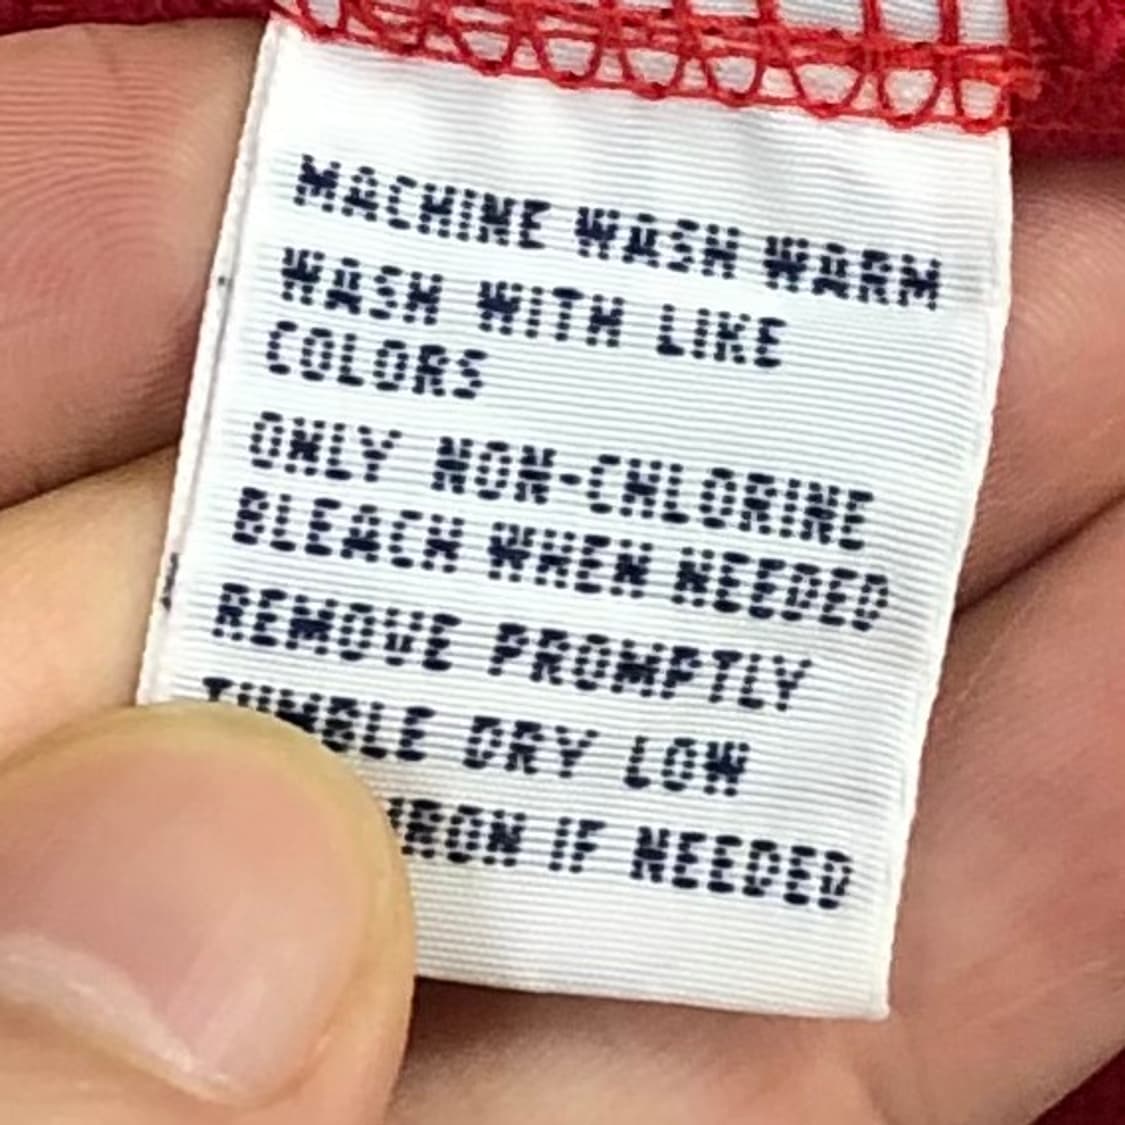 MACHINE WASH WARM
WASH WITH LIKE
COLORS
ONLY NON-CHLORINE
BLEACH WHEN NEEDED
REMOVE PROMPTLY
TUMBLE DRY LOW
IRON IF NEEDED